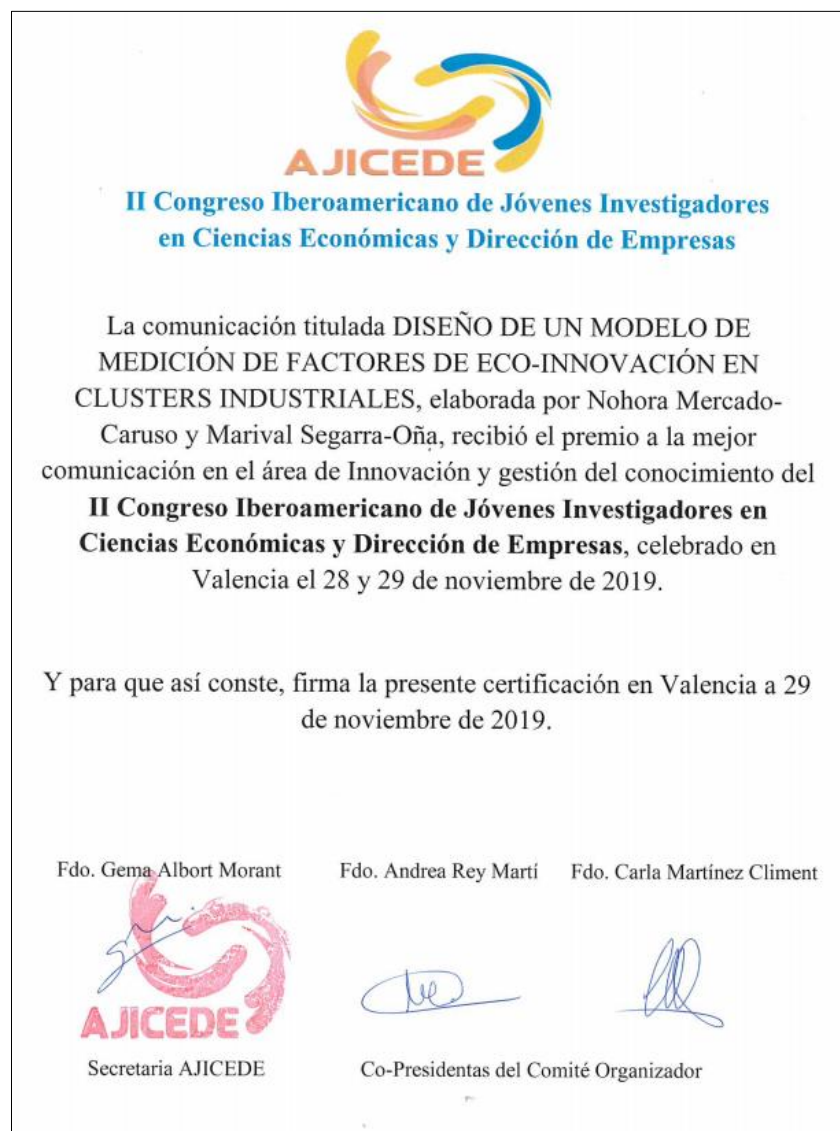 AJICEDE
II Congreso Iberoamericano de Jóvenes Investigadores
en Ciencias Económicas y Dirección de Empresas
La comunicación titulada DISEÑO DE UN MODELO DE
MEDICIÓN DE FACTORES DE ECO-INNOVACIÓN EN
CLUSTERS INDUSTRIALES, elaborada por Nohora Mercado-
Caruso y Marival Segarra-Oña, recibió el premio a la mejor
comunicación en el área de Innovación y gestión del conocimiento del
II Congreso Iberoamericano de Jóvenes Investigadores en
Ciencias Económicas y Dirección de Empresas, celebrado en
Valencia el 28 y 29 de noviembre de 2019.
Y para que así conste, firma la presente certificación en Valencia a 29
de noviembre de 2019.
Fdo. Gema Albort Morant Fdo. Andrea Rey Martí Fdo. Carla Martínez Climent
AJICEDE
Secretaria AJICEDE Co-Presidentas del Comité Organizador